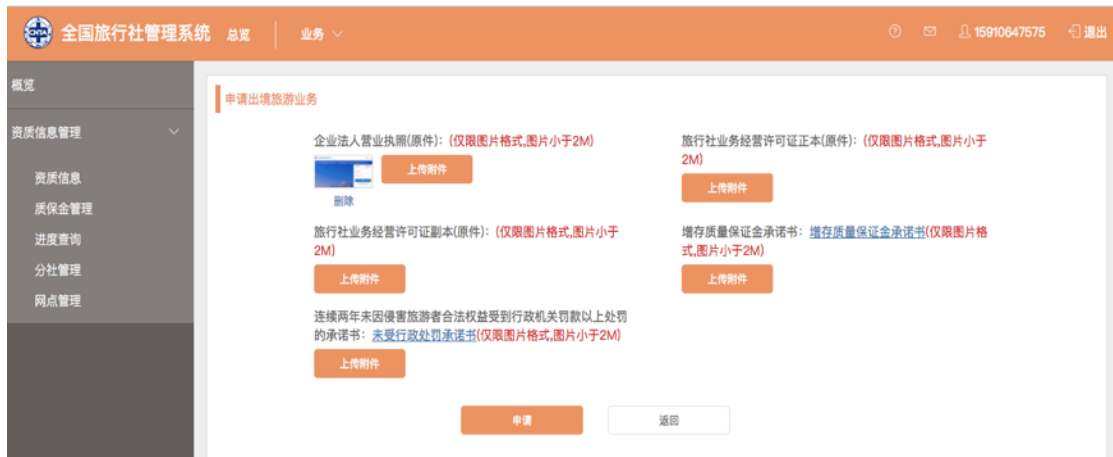 CNTA 全国旅行社管理系统 总览 业务 15910647575 退出
概览
资质信息管理
资质信息
质保金管理
进度查询
分社管理
网点管理
申请出境旅游业务
企业法人营业执照(原件)：(仅限图片格式,图片小于2M)
上传附件
删除
旅行社业务经营许可证正本(原件)：(仅限图片格式,图片小于
2M)
上传附件
旅行社业务经营许可证副本(原件)：(仅限图片格式,图片小于
2M)
上传附件
增存质量保证金承诺书：增存质量保证金承诺书(仅限图片格
式,图片小于2M)
上传附件
连续两年未因侵害旅游者合法权益受到行政机关罚款以上处罚
的承诺书：未受行政处罚承诺书(仅限图片格式,图片小于2M)
上传附件
申请
返回